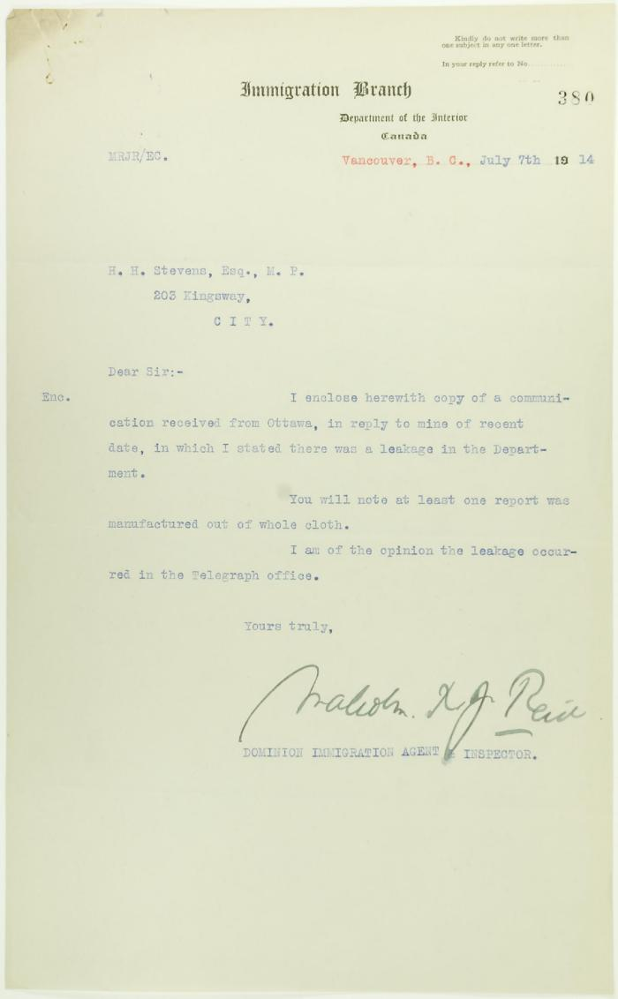 Kindly do not write more than
one subject in any one letter.
In your reply refer to No.............
Immigration Branch
380
Department of the Interior
Canada
MRJR/EC.
Vancouver, B. C., July 7th 19 14
H. H. Stevens, Esq., M. P.
203 Kingsway,
C I T Y.
Dear Sir:-
Enc. I enclose herewith copy of a communi-
cation received from Ottawa, in reply to mine of recent
date, in which I stated there was a leakage in the Depart-
ment.
You will note at least one report was
manufactured out of whole cloth.
I am of the opinion the leakage occur-
red in the Telegraph office.
Yours truly,
Malcolm. R J Reid
DOMINION IMMIGRATION AGENT & INSPECTOR.